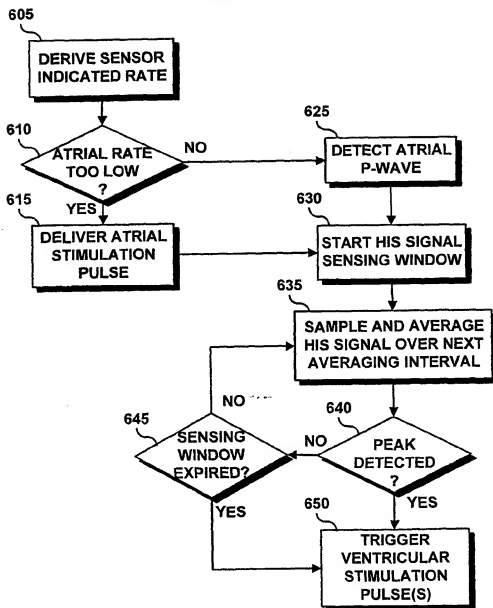 605
DERIVE SENSOR
INDICATED RATE
610
ATRIAL RATE
TOO LOW
?
NO
YES
615
DELIVER ATRIAL
STIMULATION
PULSE
625
DETECT ATRIAL
P-WAVE
630
START HIS SIGNAL
SENSING WINDOW
635
SAMPLE AND AVERAGE
HIS SIGNAL OVER NEXT
AVERAGING INTERVAL
640
PEAK
DETECTED
?
NO
YES
645
SENSING
WINDOW
EXPIRED?
NO
YES
650
TRIGGER
VENTRICULAR
STIMULATION
PULSE(S)